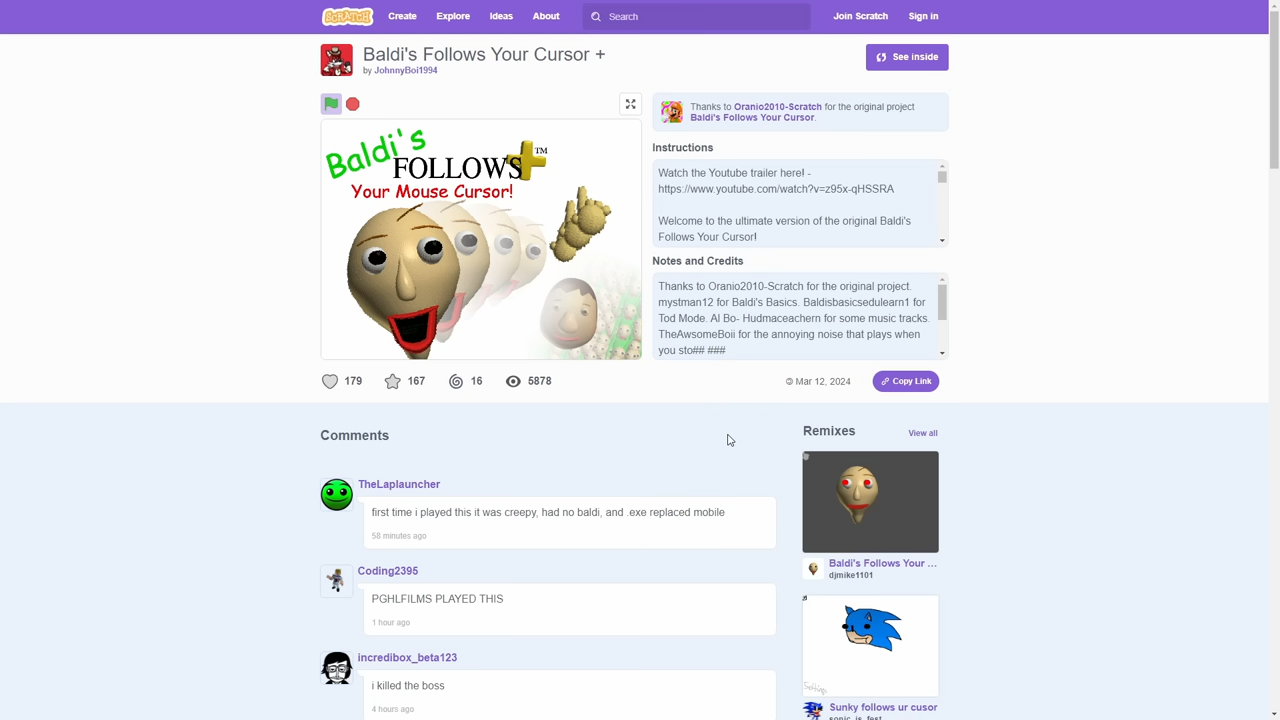 SCRATCH Create Explore Ideas About Search Join Scratch Sign in
Baldi's Follows Your Cursor +
by JohnnyBoi1994
See inside
Baldi's
FOLLOWS
TM
Your Mouse Cursor!
Thanks to Oranio2010-Scratch for the original project
Baldi's Follows Your Cursor.
Instructions
Watch the Youtube trailer here! -
https://www.youtube.com/watch?v=z95x-qHSSRA
Welcome to the ultimate version of the original Baldi's
Follows Your Cursor!
Notes and Credits
Thanks to Oranio2010-Scratch for the original project.
mystman12 for Baldi's Basics. Baldisbasicsedulearn1 for
Tod Mode. Al Bo- Hudmaceachern for some music tracks.
TheAwsomeBoii for the annoying noise that plays when
you sto## ###
179 167 16 5878
Mar 12, 2024
Copy Link
Comments
TheLaplauncher
first time i played this it was creepy, had no baldi, and .exe replaced mobile
58 minutes ago
Coding2395
PGHLFILMS PLAYED THIS
1 hour ago
incredibox_beta123
i killed the boss
4 hours ago
Remixes
View all
Baldi's Follows Your ...
djmike1101
Sunky follows ur cusor
sonic_is_fest